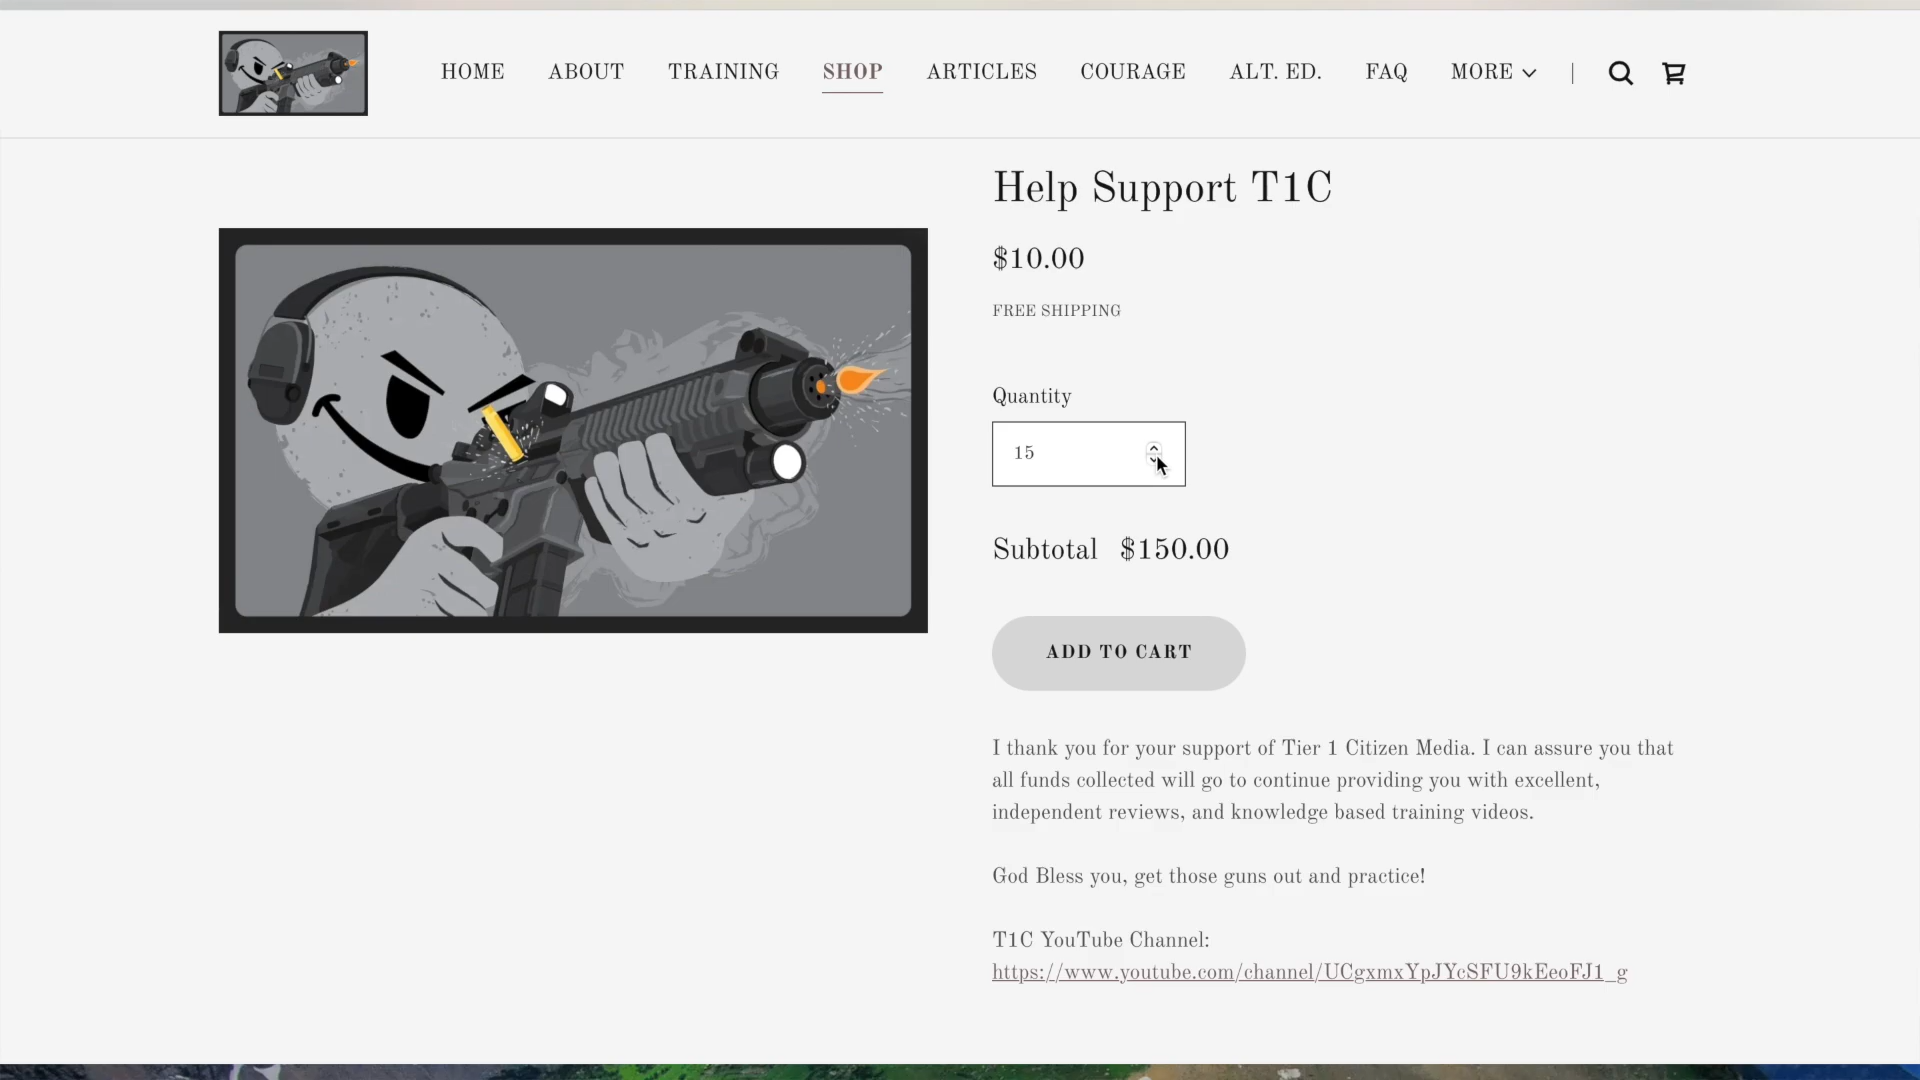 HOME ABOUT TRAINING SHOP ARTICLES COURAGE ALT. ED. FAQ MORE
Help Support T1C
$10.00
FREE SHIPPING
Quantity
15
Subtotal $150.00
ADD TO CART
I thank you for your support of Tier 1 Citizen Media. I can assure you that
all funds collected will go to continue providing you with excellent,
independent reviews, and knowledge based training videos.
God Bless you, get those guns out and practice!
T1C YouTube Channel:
https://www.youtube.com/channel/UCgxmxYpJYcSFU9kEeoFJ1_g